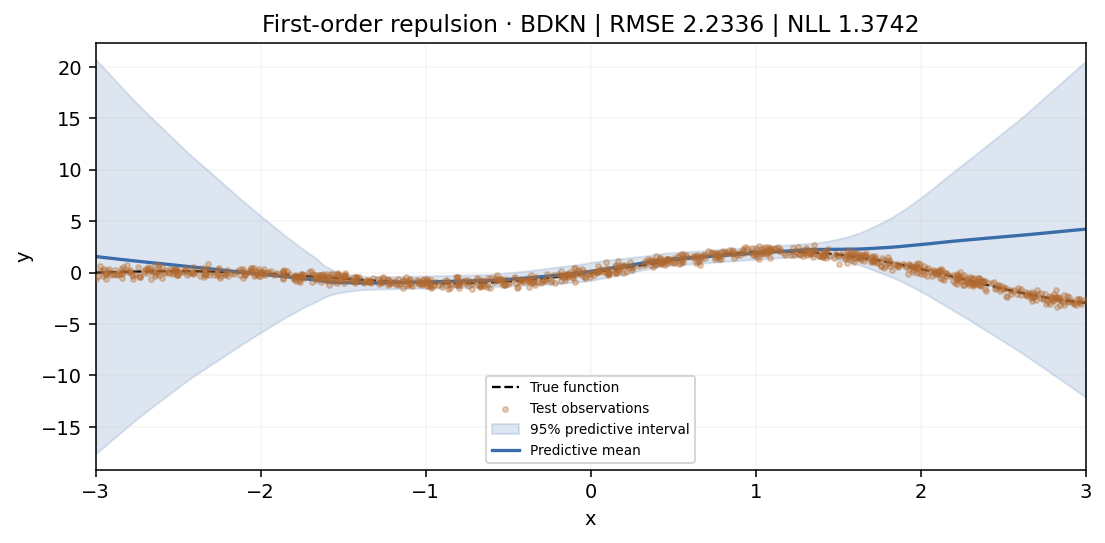 First-order repulsion · BDKN | RMSE 2.2336 | NLL 1.3742
20
15
10
5
0
−5
−10
−15
y
True function
Test observations
95% predictive interval
Predictive mean
−3
−2
−1
0
1
2
3
x